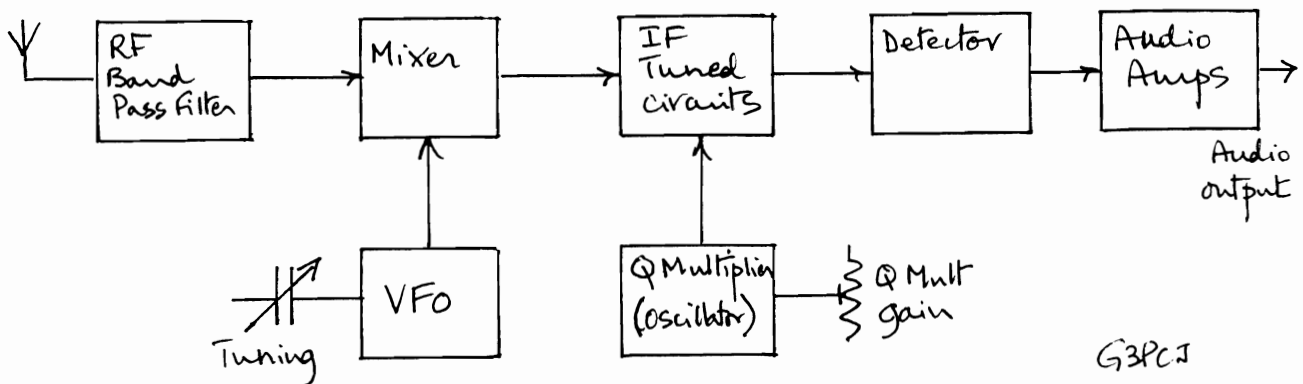 RF
Band
Pass Filter
Mixer
IF
Tuned
circuits
Detector
Audio
Amps
Audio
output
VFO
Tuning
Q Multiplier
(oscillator)
Q Mult
gain
G3PCJ